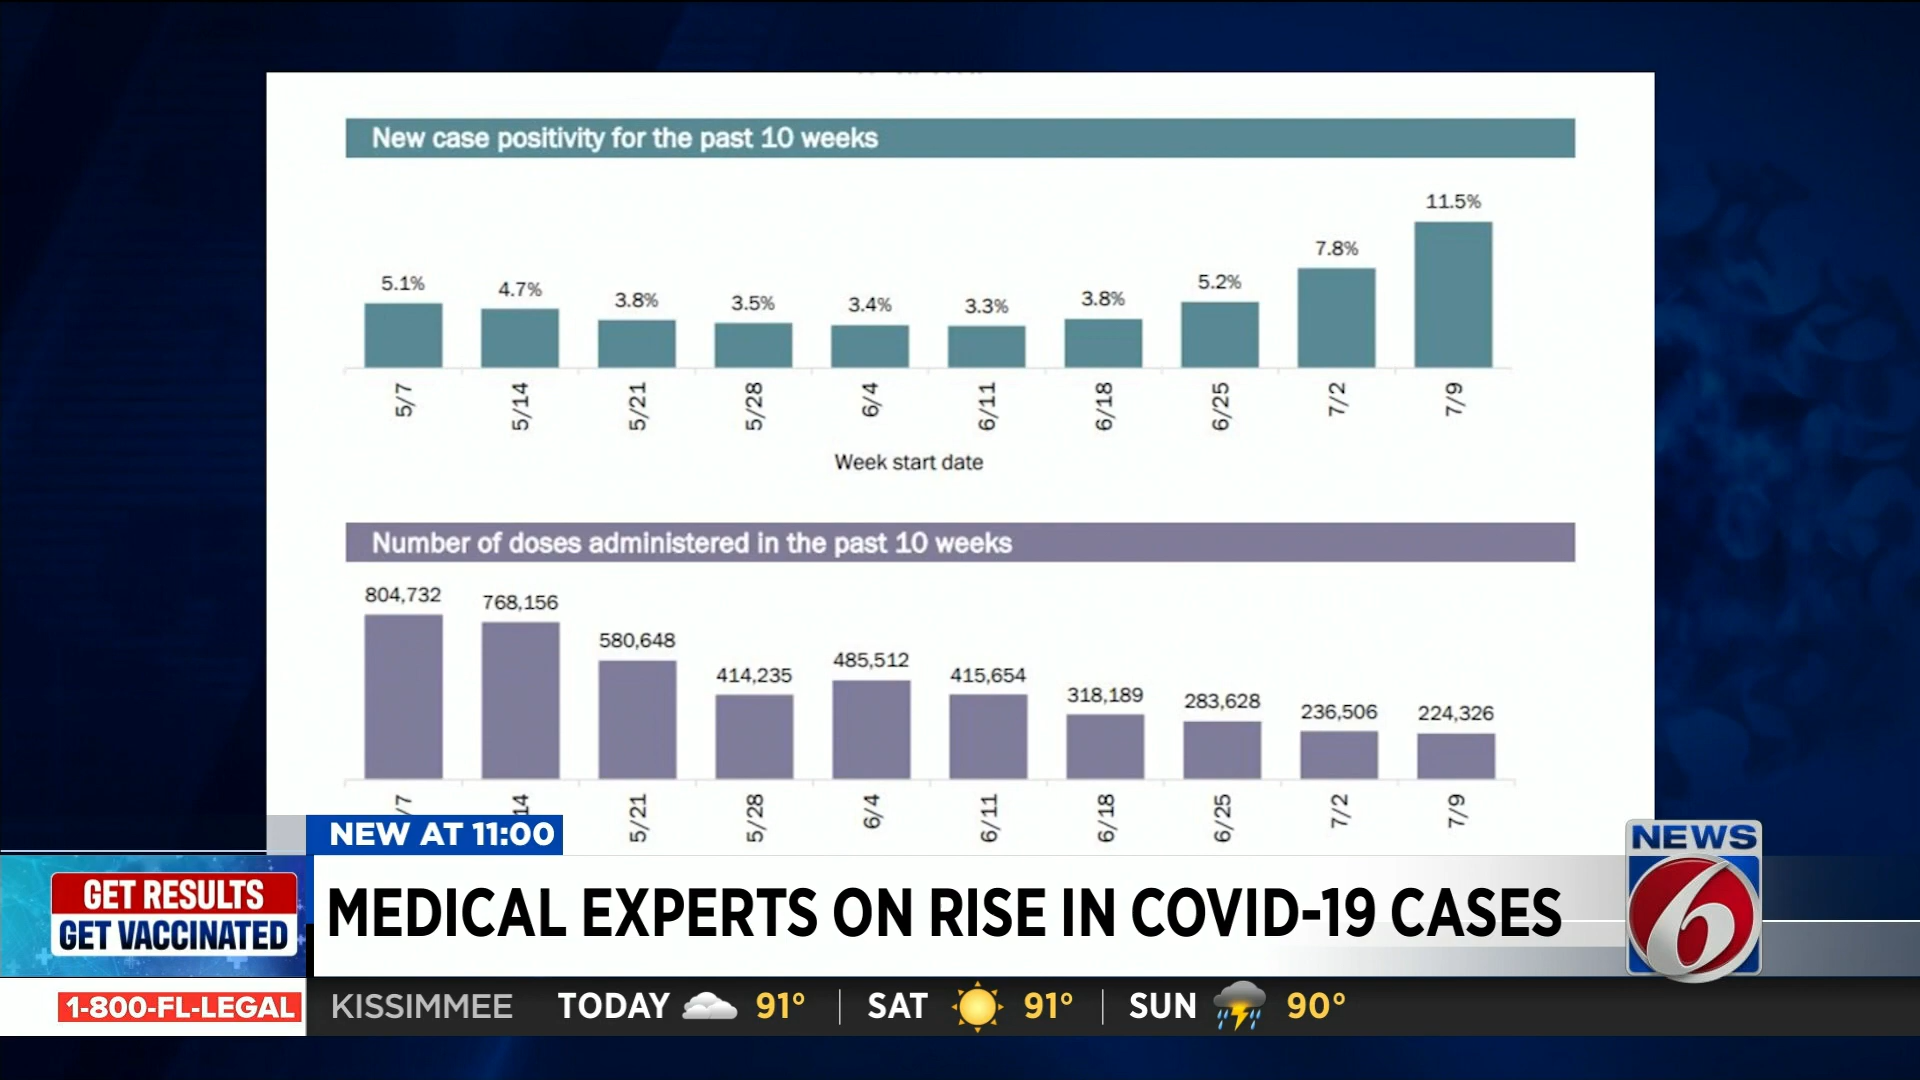 New case positivity for the past 10 weeks
5.1% 4.7% 3.8% 3.5% 3.4% 3.3% 3.8% 5.2% 7.8% 11.5%
5/7 5/14 5/21 5/28 6/4 6/11 6/18 6/25 7/2 7/9
Week start date
Number of doses administered in the past 10 weeks
804,732 768,156 580,648 414,235 485,512 415,654 318,189 283,628 236,506 224,326
/7 14 5/21 5/28 6/4 6/11 6/18 6/25 7/2 7/9
NEW AT 11:00
GET RESULTS
GET VACCINATED
MEDICAL EXPERTS ON RISE IN COVID-19 CASES
NEWS
6
1-800-FL-LEGAL
KISSIMMEE TODAY 91° SAT 91° SUN 90°